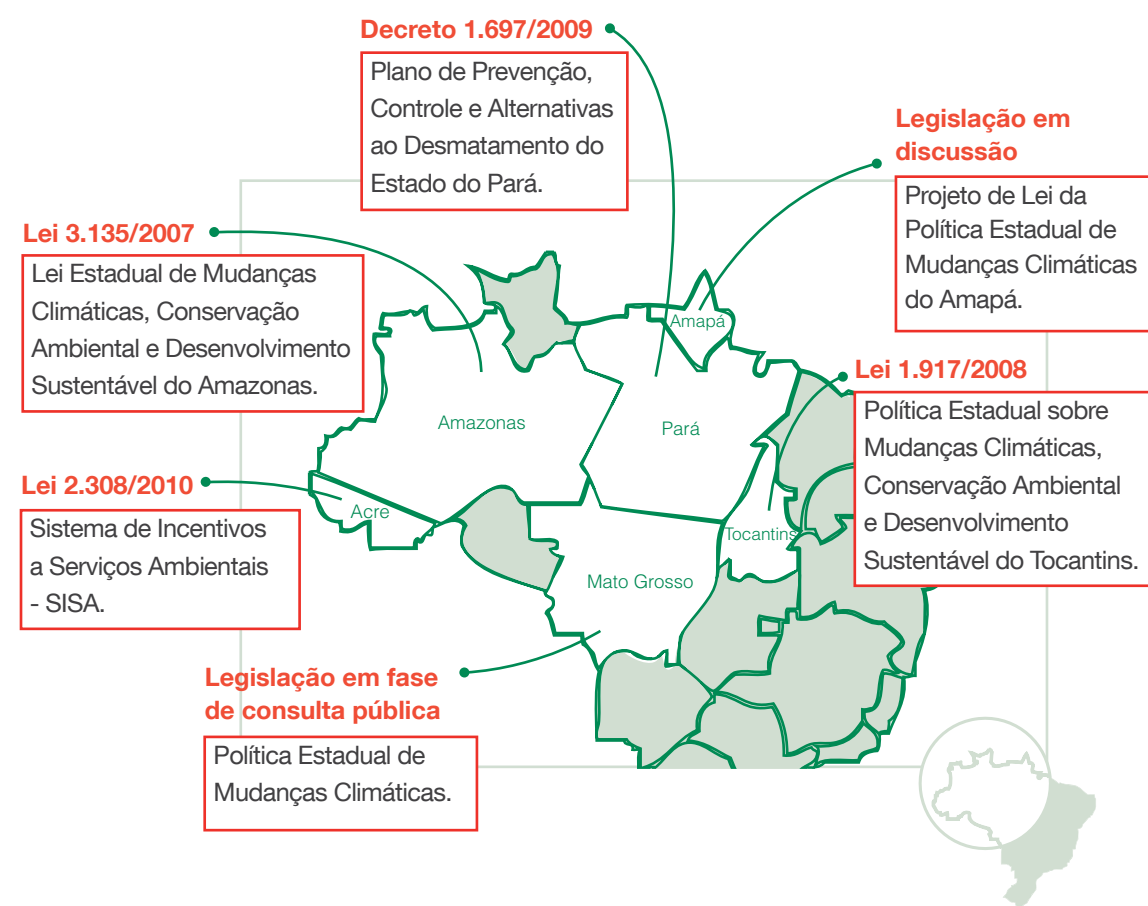 Decreto 1.697/2009
Plano de Prevenção,
Controle e Alternativas
ao Desmatamento do
Estado do Pará.
Legislação em
discussão
Projeto de Lei da
Política Estadual de
Mudanças Climáticas
do Amapá.
Lei 3.135/2007
Lei Estadual de Mudanças
Climáticas, Conservação
Ambiental e Desenvolvimento
Sustentável do Amazonas.
Amapá
Lei 1.917/2008
Política Estadual sobre
Mudanças Climáticas,
Conservação Ambiental
e Desenvolvimento
Sustentável do Tocantins.
Amazonas
Pará
Lei 2.308/2010
Sistema de Incentivos
a Serviços Ambientais
- SISA.
Acre
Tocantins
Mato Grosso
Legislação em fase
de consulta pública
Política Estadual de
Mudanças Climáticas.